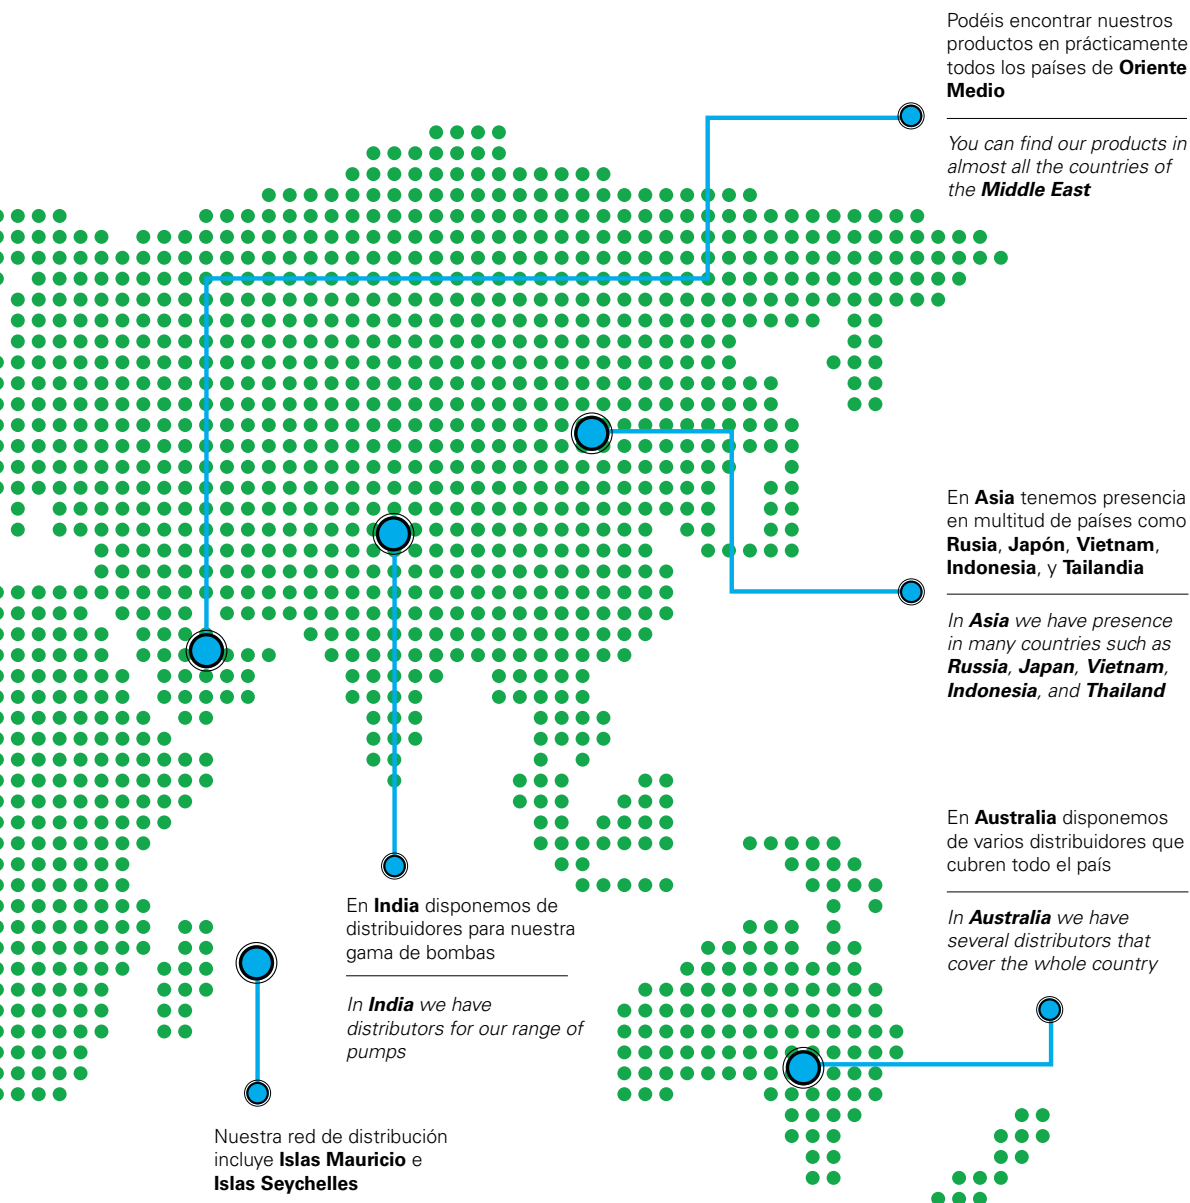 Podéis encontrar nuestros
productos en prácticamente
todos los países de Oriente
Medio
You can find our products in
almost all the countries of
the Middle East
En Asia tenemos presencia
en multitud de países como
Rusia, Japón, Vietnam,
Indonesia, y Tailandia
In Asia we have presence
in many countries such as
Russia, Japan, Vietnam,
Indonesia, and Thailand
En Australia disponemos
de varios distribuidores que
cubren todo el país
In Australia we have
several distributors that
cover the whole country
En India disponemos de
distribuidores para nuestra
gama de bombas
In India we have
distributors for our range of
pumps
Nuestra red de distribución
incluye Islas Mauricio e
Islas Seychelles